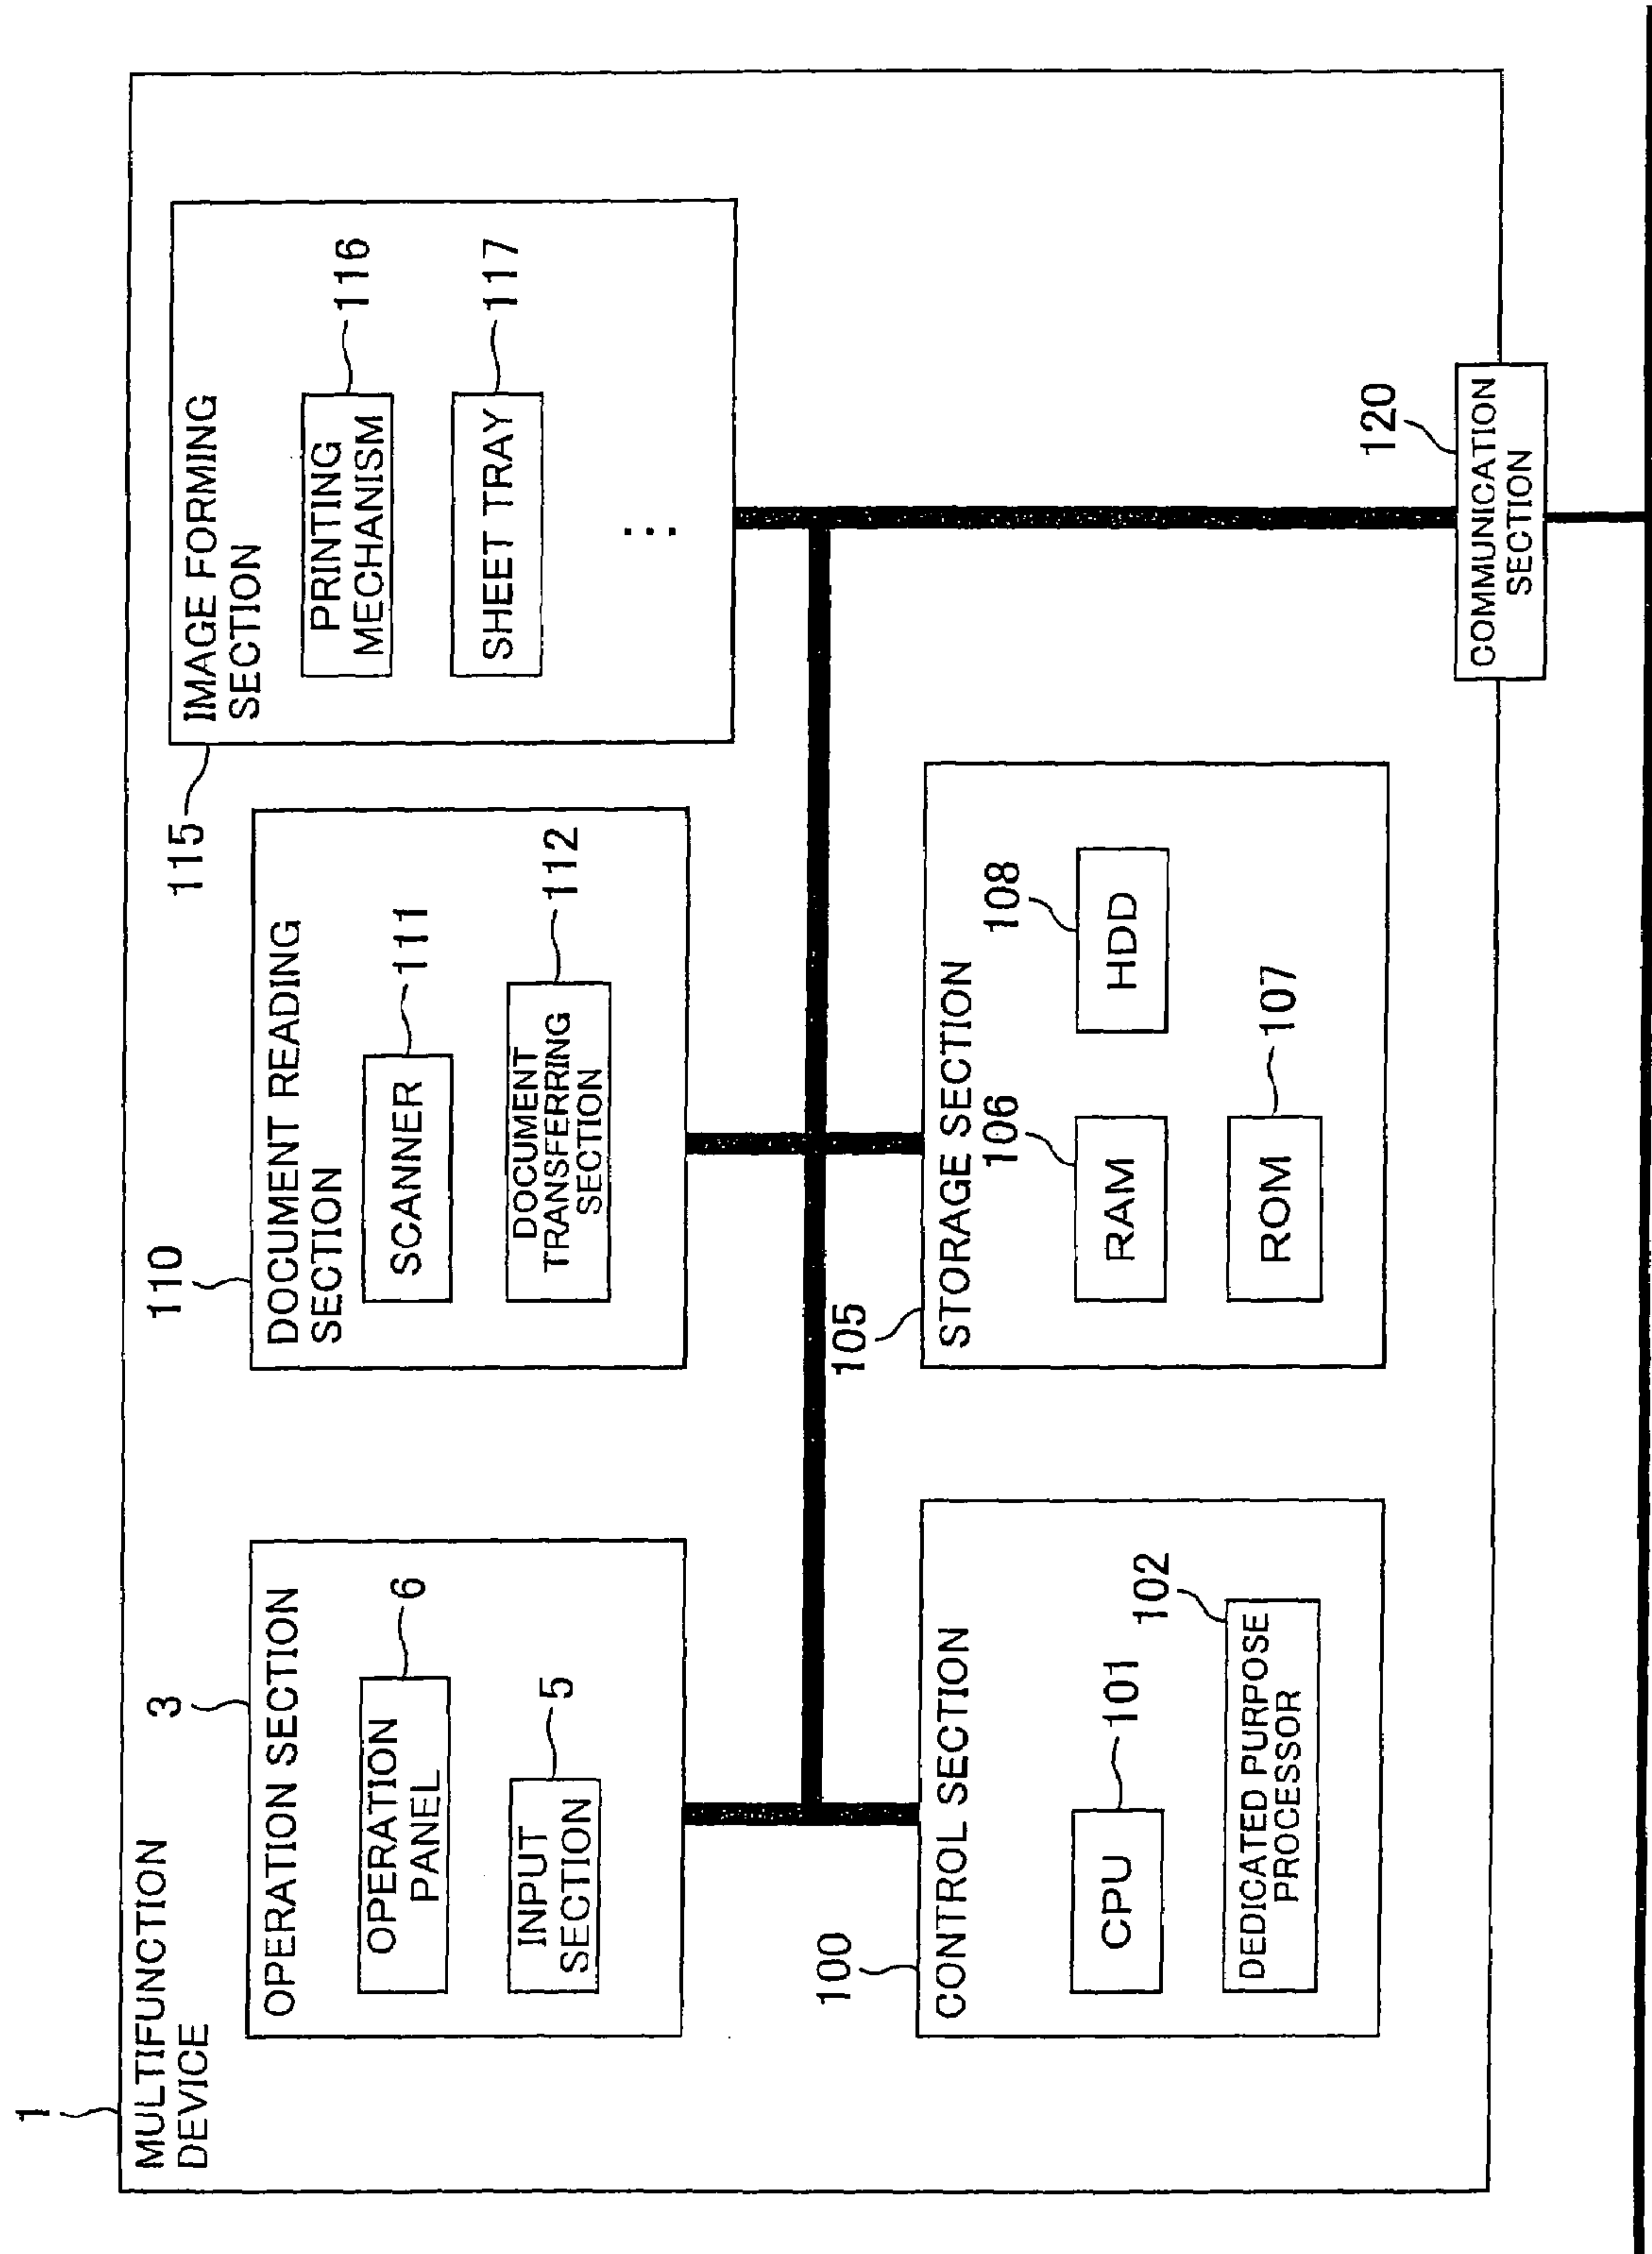 1
MULTIFUNCTION
DEVICE
3
OPERATION SECTION
OPERATION
PANEL
6
INPUT
SECTION
5
110
DOCUMENT READING
SECTION
SCANNER
111
DOCUMENT
TRANSFERRING
SECTION
112
115
IMAGE FORMING
SECTION
PRINTING
MECHANISM
116
SHEET TRAY
117
...
100
CONTROL SECTION
CPU
101
102
DEDICATED PURPOSE
PROCESSOR
105
STORAGE SECTION
106
RAM
108
HDD
ROM
107
120
COMMUNICATION
SECTION